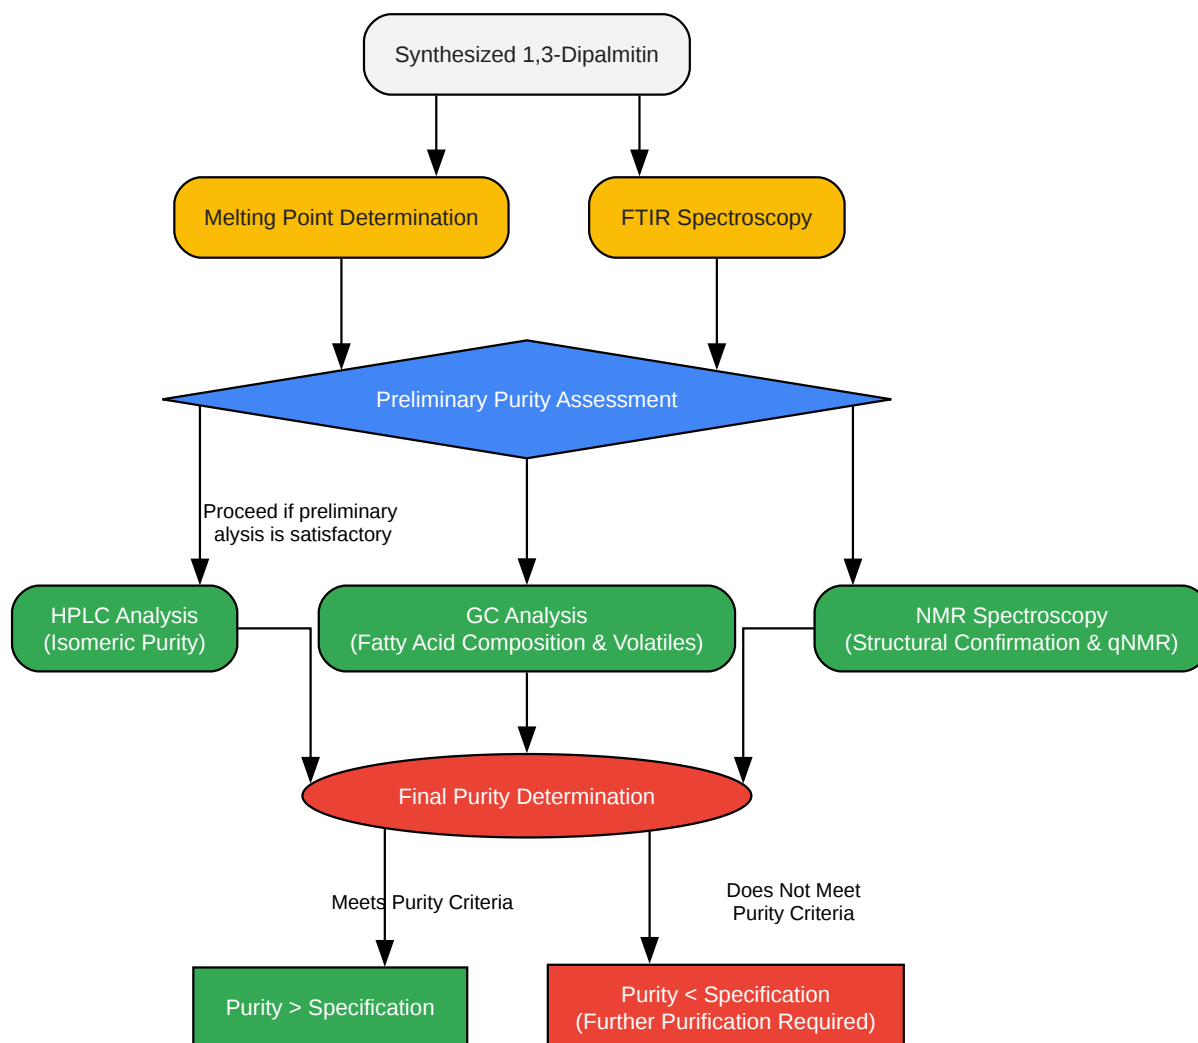 Synthesized 1,3-Dipalmitin
Melting Point Determination
FTIR Spectroscopy
Preliminary Purity Assessment
Proceed if preliminary
alysis is satisfactory
HPLC Analysis
(Isomeric Purity)
GC Analysis
(Fatty Acid Composition & Volatiles)
NMR Spectroscopy
(Structural Confirmation & qNMR)
Final Purity Determination
Meets Purity Criteria
Does Not Meet
Purity Criteria
Purity > Specification
Purity < Specification
(Further Purification Required)